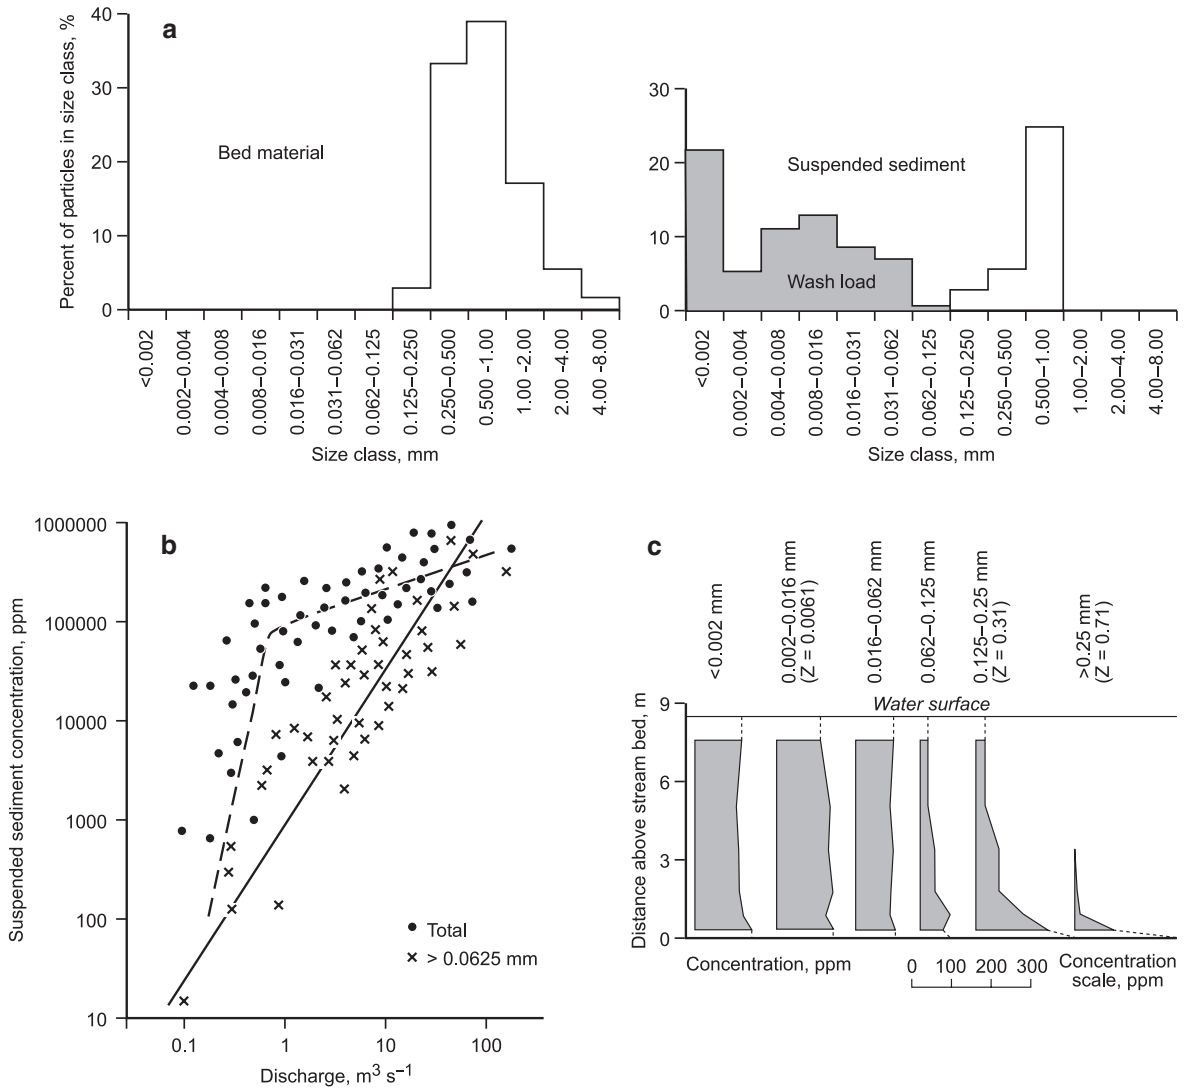 a
Percent of particles in size class, %
40
30
20
10
0
Bed material
<0.002
0.002–0.004
0.004–0.008
0.008–0.016
0.016–0.031
0.031–0.062
0.062–0.125
0.125–0.250
0.250–0.500
0.500 -1.00
1.00 -2.00
2.00 -4.00
4.00 -8.00
Size class, mm
30
20
10
0
Suspended sediment
Wash load
<0.002
0.002–0.004
0.004–0.008
0.008–0.016
0.016–0.031
0.031–0.062
0.062–0.125
0.125–0.250
0.250–0.500
0.500–1.00
1.00–2.00
2.00–4.00
4.00–8.00
Size class, mm
b
Suspended sediment concentration, ppm
1000000
100000
10000
1000
100
10
Total
> 0.0625 mm
0.1
1
10
100
Discharge, m³ s⁻¹
c
<0.002 mm
0.002–0.016 mm
(Z = 0.0061)
0.016–0.062 mm
0.062–0.125 mm
0.125–0.25 mm
(Z = 0.31)
>0.25 mm
(Z = 0.71)
Water surface
Distance above stream bed, m
9
6
3
0
Concentration, ppm
0 100 200 300
Concentration
scale, ppm